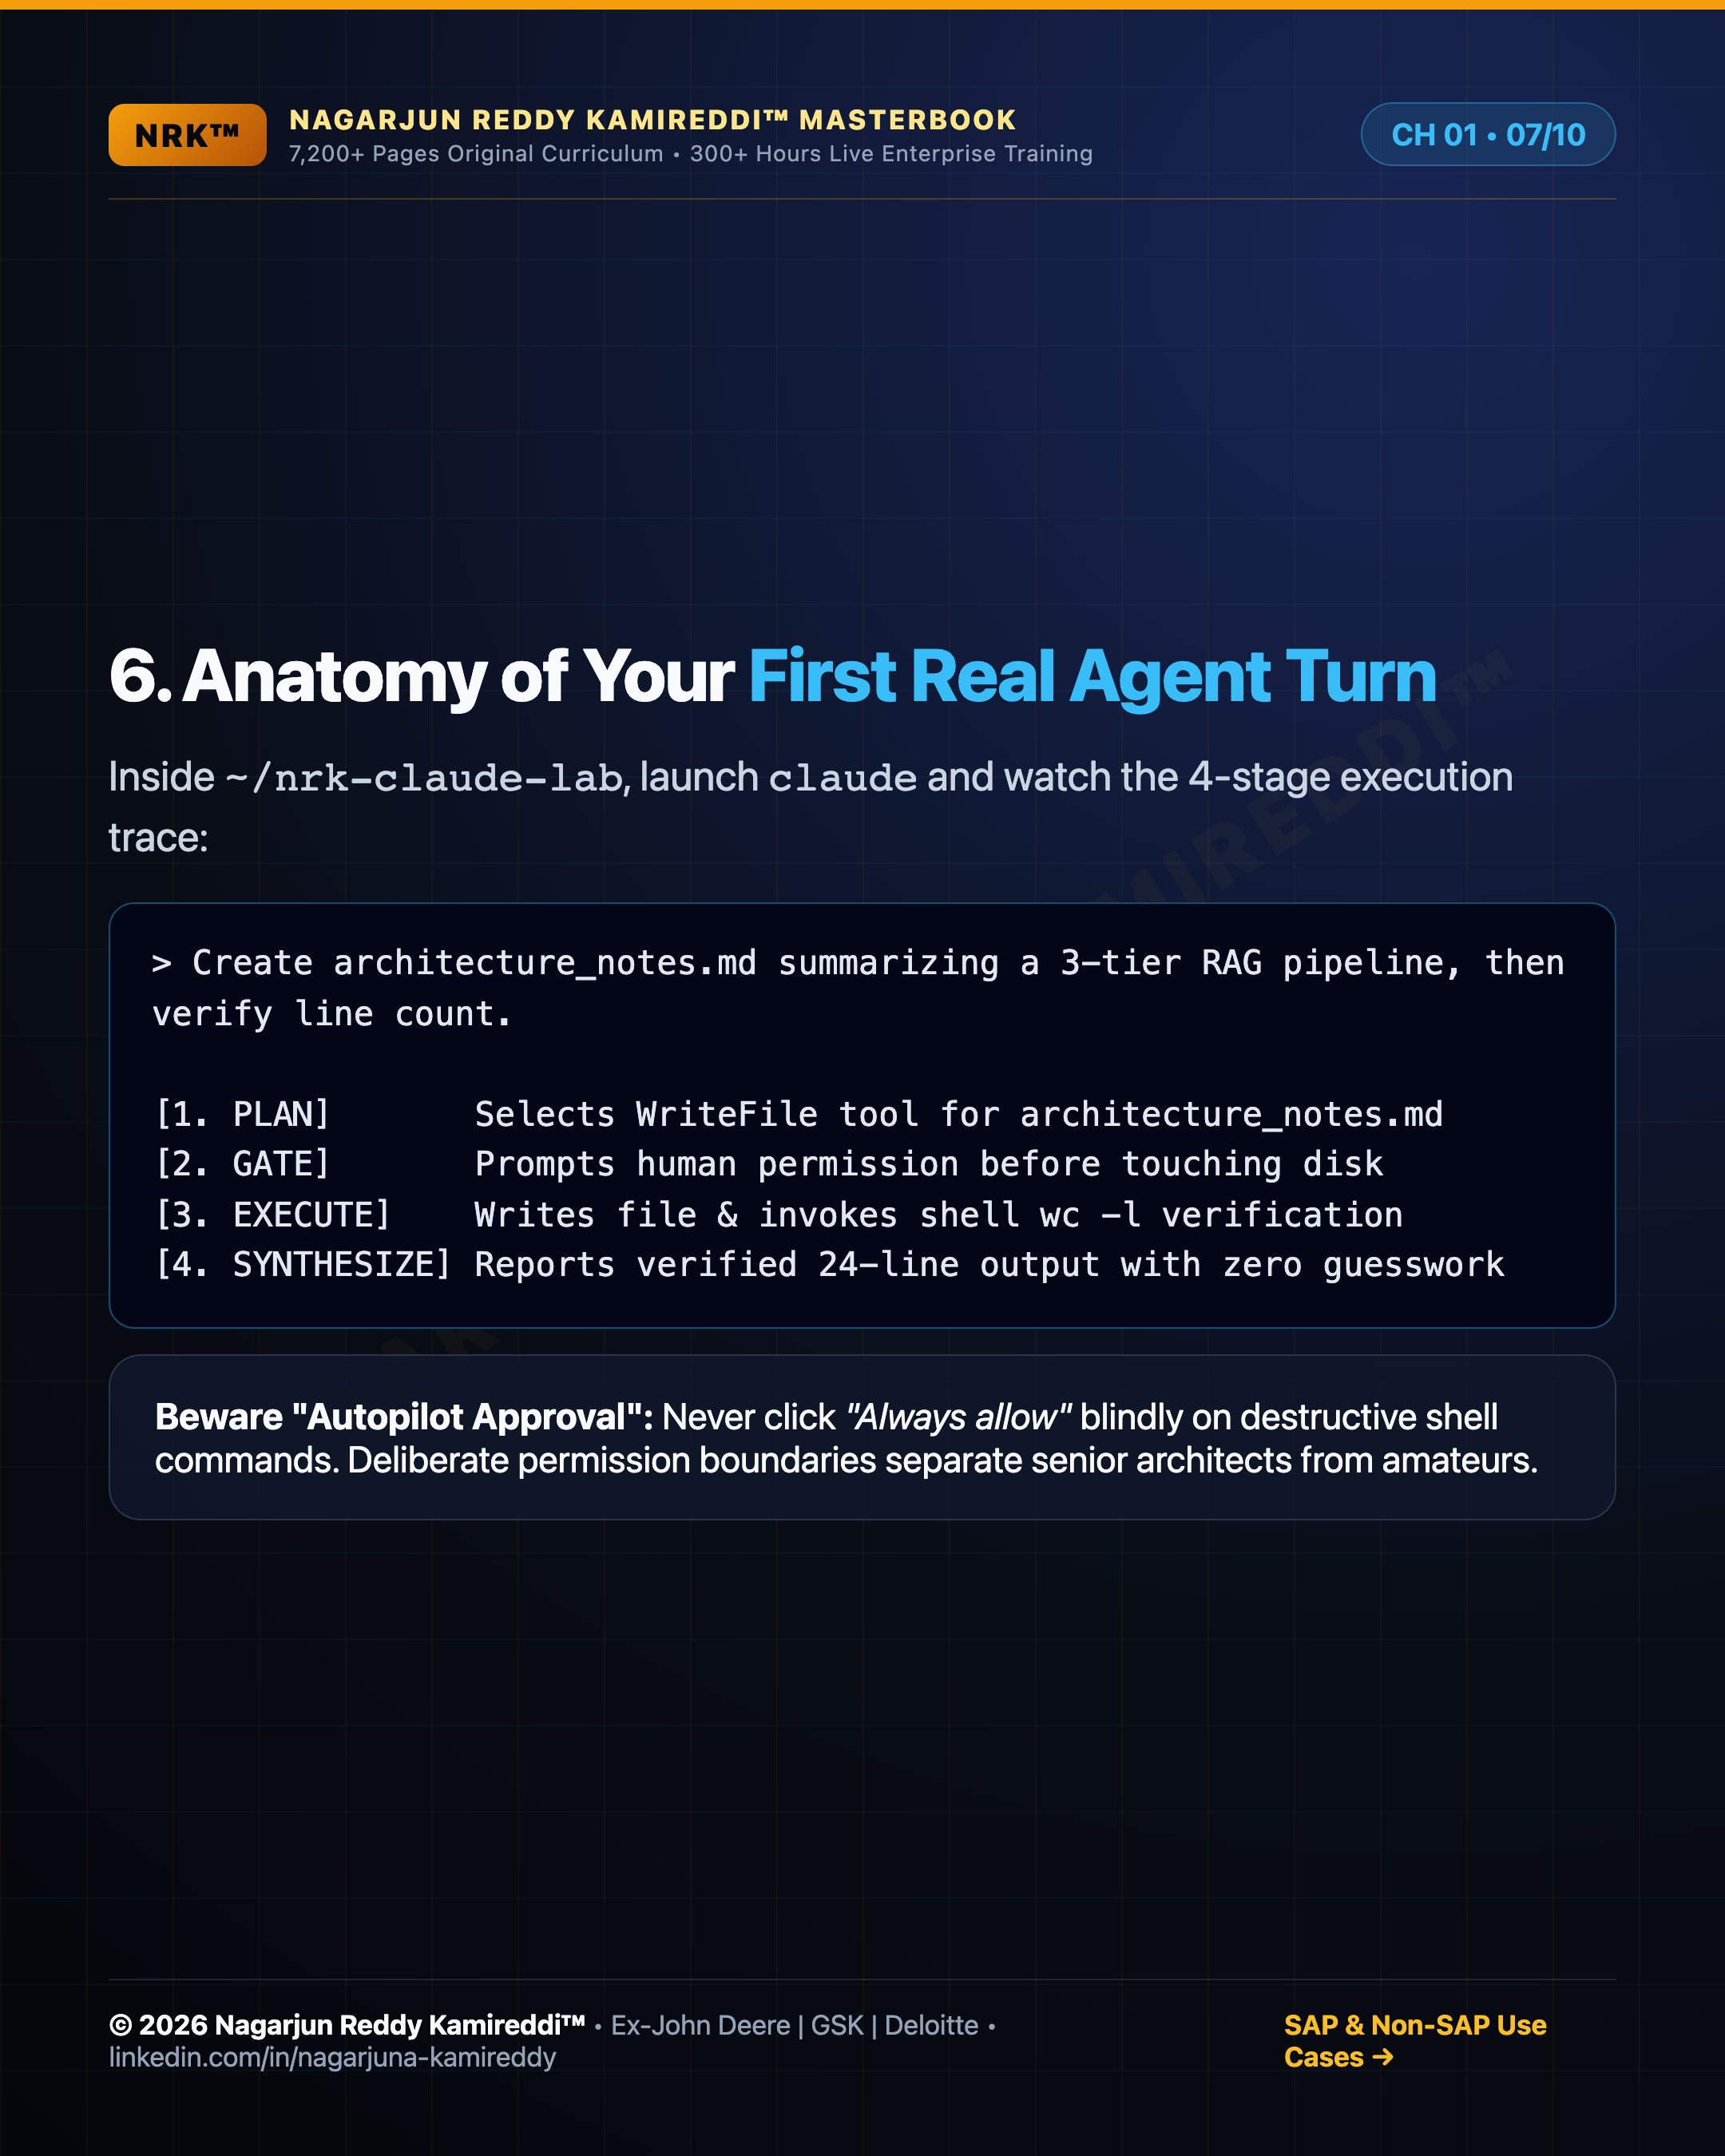 NRK™
NAGARJUN REDDY KAMIREDDI™ MASTERBOOK
7,200+ Pages Original Curriculum • 300+ Hours Live Enterprise Training
CH 01 • 07/10
6. Anatomy of Your First Real Agent Turn
Inside ~/nrk-claude-lab, launch claude and watch the 4-stage execution
trace:
> Create architecture_notes.md summarizing a 3-tier RAG pipeline, then
verify line count.
[1. PLAN] Selects WriteFile tool for architecture_notes.md
[2. GATE] Prompts human permission before touching disk
[3. EXECUTE] Writes file & invokes shell wc -l verification
[4. SYNTHESIZE] Reports verified 24-line output with zero guesswork
Beware "Autopilot Approval": Never click "Always allow" blindly on destructive shell
commands. Deliberate permission boundaries separate senior architects from amateurs.
© 2026 Nagarjun Reddy Kamireddi™ • Ex-John Deere | GSK | Deloitte •
linkedin.com/in/nagarjuna-kamireddy
SAP & Non-SAP Use
Cases →